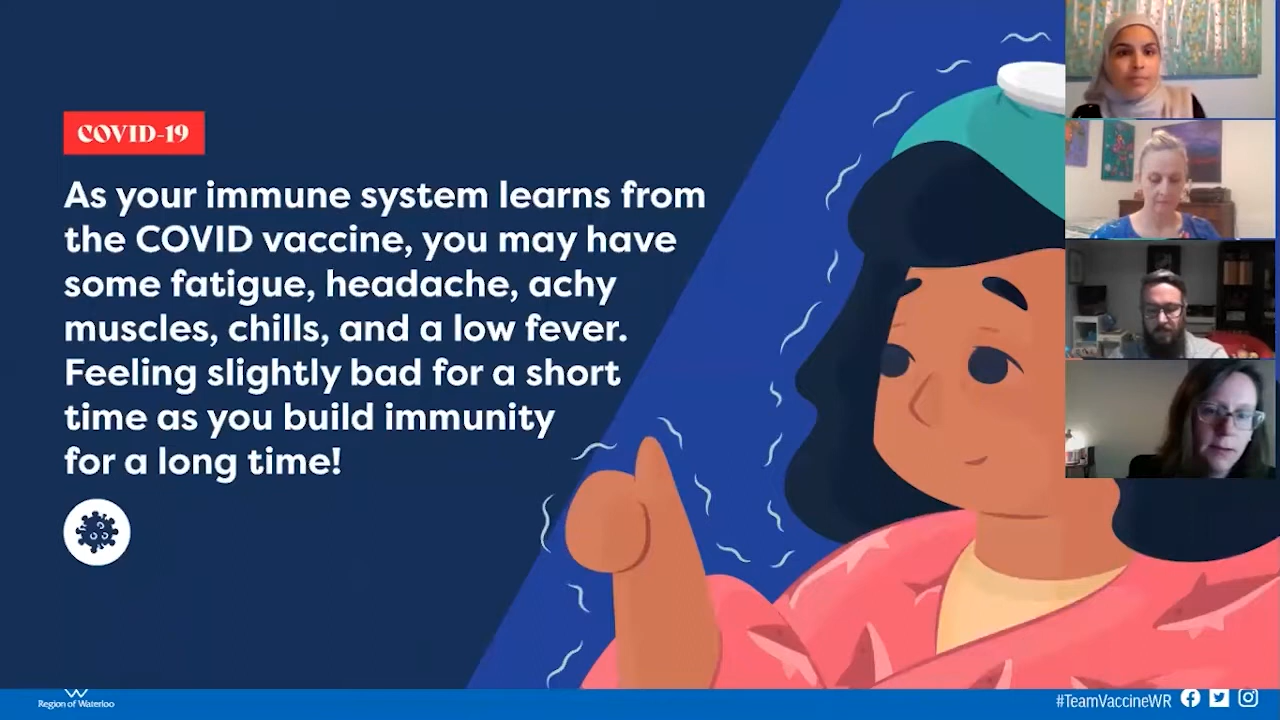 COVID-19
As your immune system learns from
the COVID vaccine, you may have
some fatigue, headache, achy
muscles, chills, and a low fever.
Feeling slightly bad for a short
time as you build immunity
for a long time!
Region of Waterloo
#TeamVaccineWR